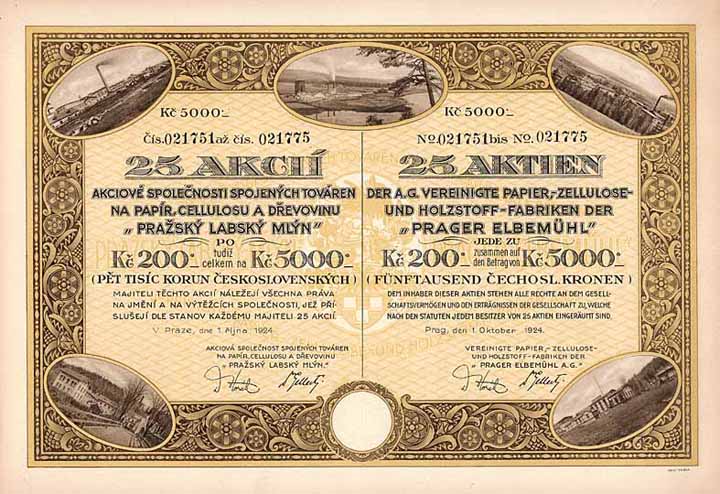 Kč 5000·-
Čís. 021751 až čís. 021775
25 AKCIÍ
AKCIOVÉ SPOLEČNOSTI SPOJENÝCH TOVÁREN
NA PAPÍR, CELLULOSU A DŘEVOVINU
„PRAŽSKÝ LABSKÝ MLÝN"
PO
Kč 200·- tudíž celkem na Kč 5000·-
(PĚT TISÍC KORUN ČESKOSLOVENSKÝCH)
MAJITELI TĚCHTO AKCIÍ NÁLEŽEJÍ VŠECHNA PRÁVA
NA JMĚNÍ A NA VÝTĚŽCÍCH SPOLEČNOSTI, JEŽ PŘÍ-
SLUŠEJÍ DLE STANOV KAŽDÉMU MAJITELI 25 AKCIÍ.
V Praze, dne 1. října 1924.
AKCIOVÁ SPOLEČNOST SPOJENÝCH TOVÁREN
NA PAPÍR, CELLULOSU A DŘEVOVINU
„PRAŽSKÝ LABSKÝ MLÝN".
Kč 5000·-
No. 021751 bis No. 021775
25 AKTIEN
DER A.G. VEREINIGTE PAPIER-, ZELLULOSE-
UND HOLZSTOFF-FABRIKEN DER
„PRAGER ELBEMÜHL"
JEDE ZU
Kč 200·- zusammen auf den Betrag von Kč 5000·-
(FÜNFTAUSEND ČECHOSL. KRONEN)
DEM INHABER DIESER AKTIEN STEHEN ALLE RECHTE AN DEM GESELL-
SCHAFTSVERMÖGEN UND DEN ERTRÄGNISSEN DER GESELLSCHAFT ZU, WELCHE
NACH DEN STATUTEN JEDEM BESITZER VON 25 AKTIEN EINGERÄUMT SIND.
Prag, den 1. Oktober 1924.
VEREINIGTE PAPIER-, ZELLULOSE-
UND HOLZSTOFF-FABRIKEN DER
„PRAGER ELBEMÜHL A.G."